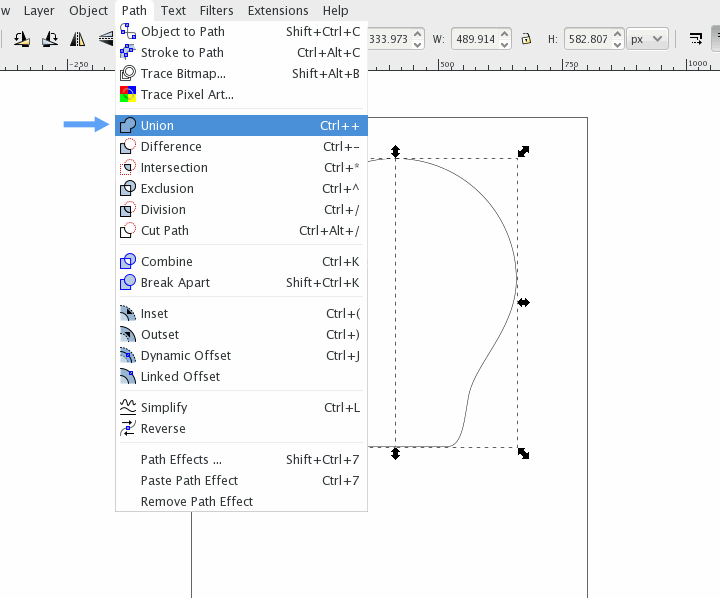 w Layer Object Path Text Filters Extensions Help
333.973 W: 489.914 H: 582.807 px
-250 500 750 1000
Object to Path Shift+Ctrl+C
Stroke to Path Ctrl+Alt+C
Trace Bitmap... Shift+Alt+B
Trace Pixel Art...
Union Ctrl++
Difference Ctrl+-
Intersection Ctrl+*
Exclusion Ctrl+^
Division Ctrl+/
Cut Path Ctrl+Alt+/
Combine Ctrl+K
Break Apart Shift+Ctrl+K
Inset Ctrl+(
Outset Ctrl+)
Dynamic Offset Ctrl+J
Linked Offset
Simplify Ctrl+L
Reverse
Path Effects ... Shift+Ctrl+7
Paste Path Effect Ctrl+7
Remove Path Effect